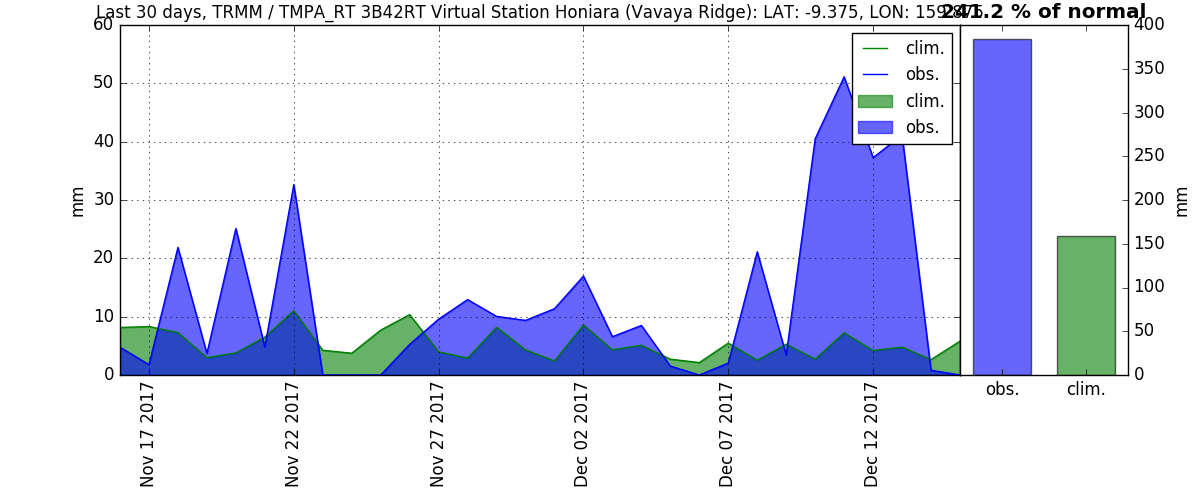 Last 30 days, TRMM / TMPA_RT 3B42RT Virtual Station Honiara (Vavaya Ridge): LAT: -9.375, LON: 159.875
241.2 % of normal
60
50
40
30
20
10
0
mm
clim.
obs.
clim.
obs.
Nov 17 2017
Nov 22 2017
Nov 27 2017
Dec 02 2017
Dec 07 2017
Dec 12 2017
400
350
300
250
200
150
100
50
0
mm
obs.
clim.